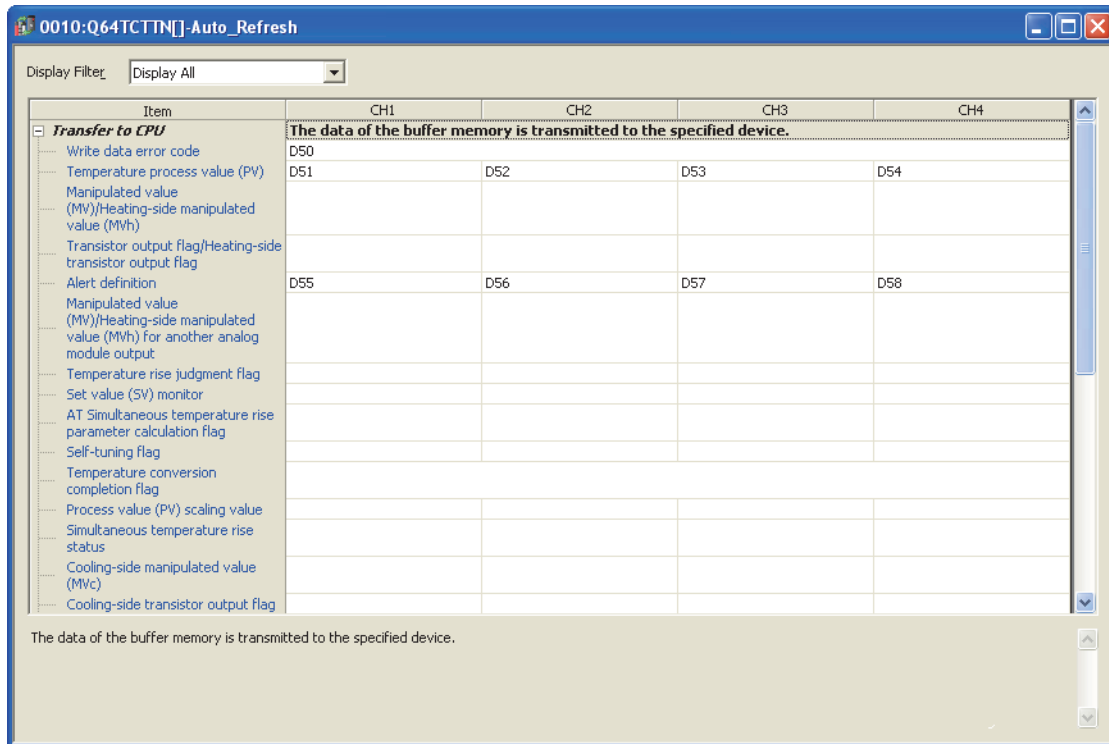 0010:Q64TCTTN[]-Auto_Refresh
Display Filter Display All
Item CH1 CH2 CH3 CH4
Transfer to CPU The data of the buffer memory is transmitted to the specified device.
Write data error code D50
Temperature process value (PV) D51 D52 D53 D54
Manipulated value
(MV)/Heating-side manipulated
value (MVh)
Transistor output flag/Heating-side
transistor output flag
Alert definition D55 D56 D57 D58
Manipulated value
(MV)/Heating-side manipulated
value (MVh) for another analog
module output
Temperature rise judgment flag
Set value (SV) monitor
AT Simultaneous temperature rise
parameter calculation flag
Self-tuning flag
Temperature conversion
completion flag
Process value (PV) scaling value
Simultaneous temperature rise
status
Cooling-side manipulated value
(MVc)
Cooling-side transistor output flag
The data of the buffer memory is transmitted to the specified device.